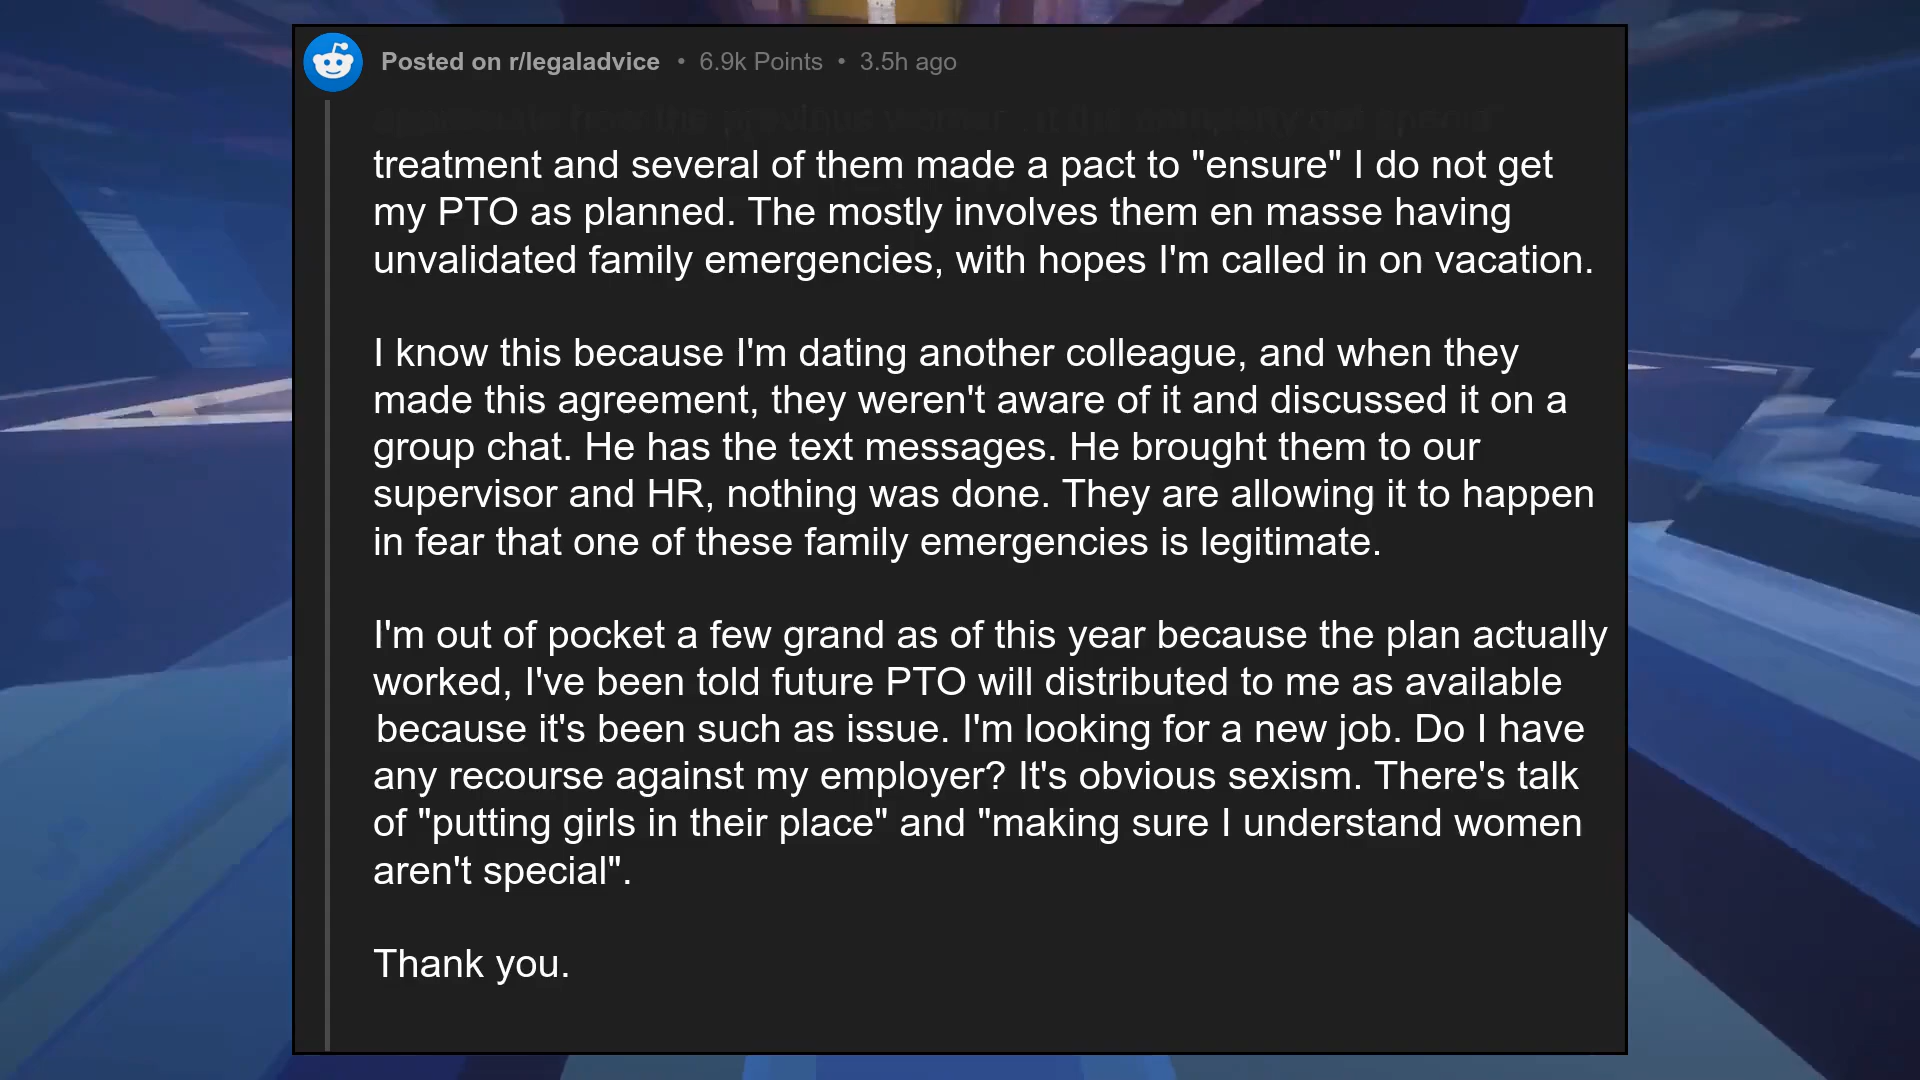 Posted on r/legaladvice • 6.9k Points • 3.5h ago
how the previous
treatment and several of them made a pact to "ensure" I do not get
my PTO as planned. The mostly involves them en masse having
unvalidated family emergencies, with hopes I'm called in on vacation.
I know this because I'm dating another colleague, and when they
made this agreement, they weren't aware of it and discussed it on a
group chat. He has the text messages. He brought them to our
supervisor and HR, nothing was done. They are allowing it to happen
in fear that one of these family emergencies is legitimate.
I'm out of pocket a few grand as of this year because the plan actually
worked, I've been told future PTO will distributed to me as available
because it's been such as issue. I'm looking for a new job. Do I have
any recourse against my employer? It's obvious sexism. There's talk
of "putting girls in their place" and "making sure I understand women
aren't special".
Thank you.